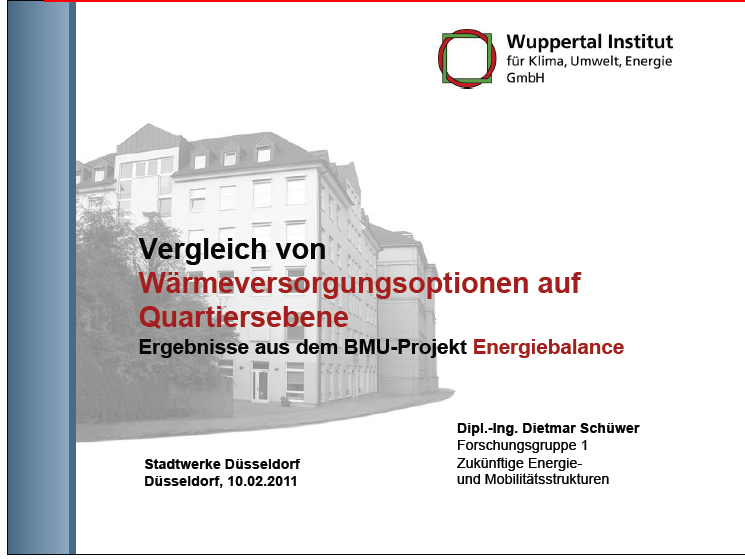 Wuppertal Institut
für Klima, Umwelt, Energie
GmbH
Vergleich von
Wärmeversorgungsoptionen auf
Quartiersebene
Ergebnisse aus dem BMU-Projekt Energiebalance
Stadtwerke Düsseldorf
Düsseldorf, 10.02.2011
Dipl.-Ing. Dietmar Schüwer
Forschungsgruppe 1
Zukünftige Energie-
und Mobilitätsstrukturen